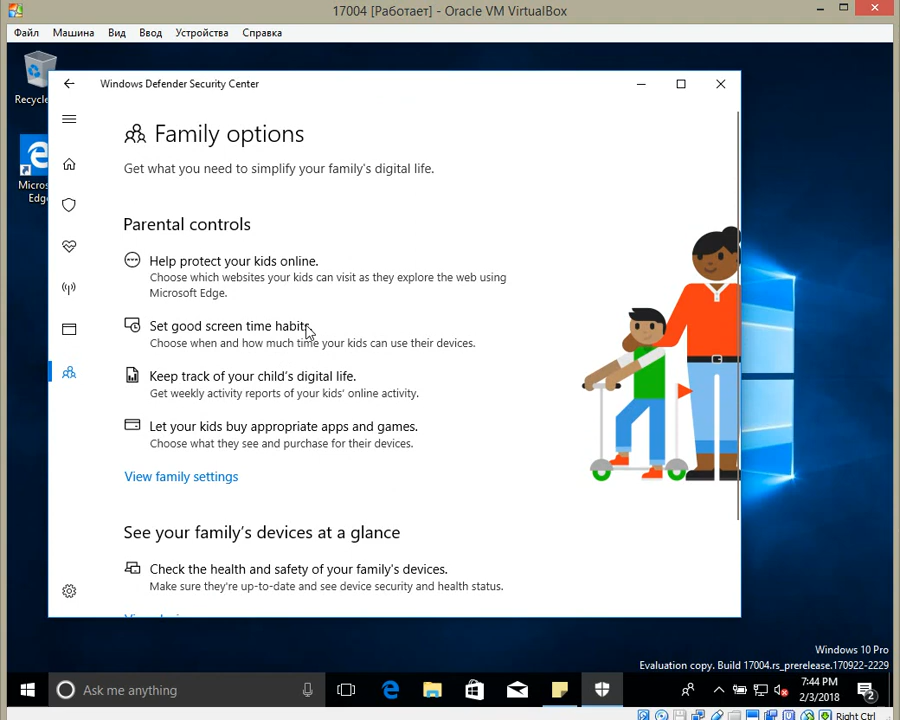 17004 [Работает] - Oracle VM VirtualBox
Файл Машина Вид Ввод Устройства Справка
Windows Defender Security Center
Recycle
Micros
Edge
Family options
Get what you need to simplify your family's digital life.
Parental controls
Help protect your kids online.
Choose which websites your kids can visit as they explore the web using
Microsoft Edge.
Set good screen time habits
Choose when and how much time your kids can use their devices.
Keep track of your child's digital life.
Get weekly activity reports of your kids' online activity.
Let your kids buy appropriate apps and games.
Choose what they see and purchase for their devices.
View family settings
See your family's devices at a glance
Check the health and safety of your family's devices.
Make sure they're up-to-date and see device security and health status.
Windows 10 Pro
Evaluation copy. Build 17004.rs_prerelease.170922-2229
Ask me anything
7:44 PM
2/3/2018
2
Right Ctrl